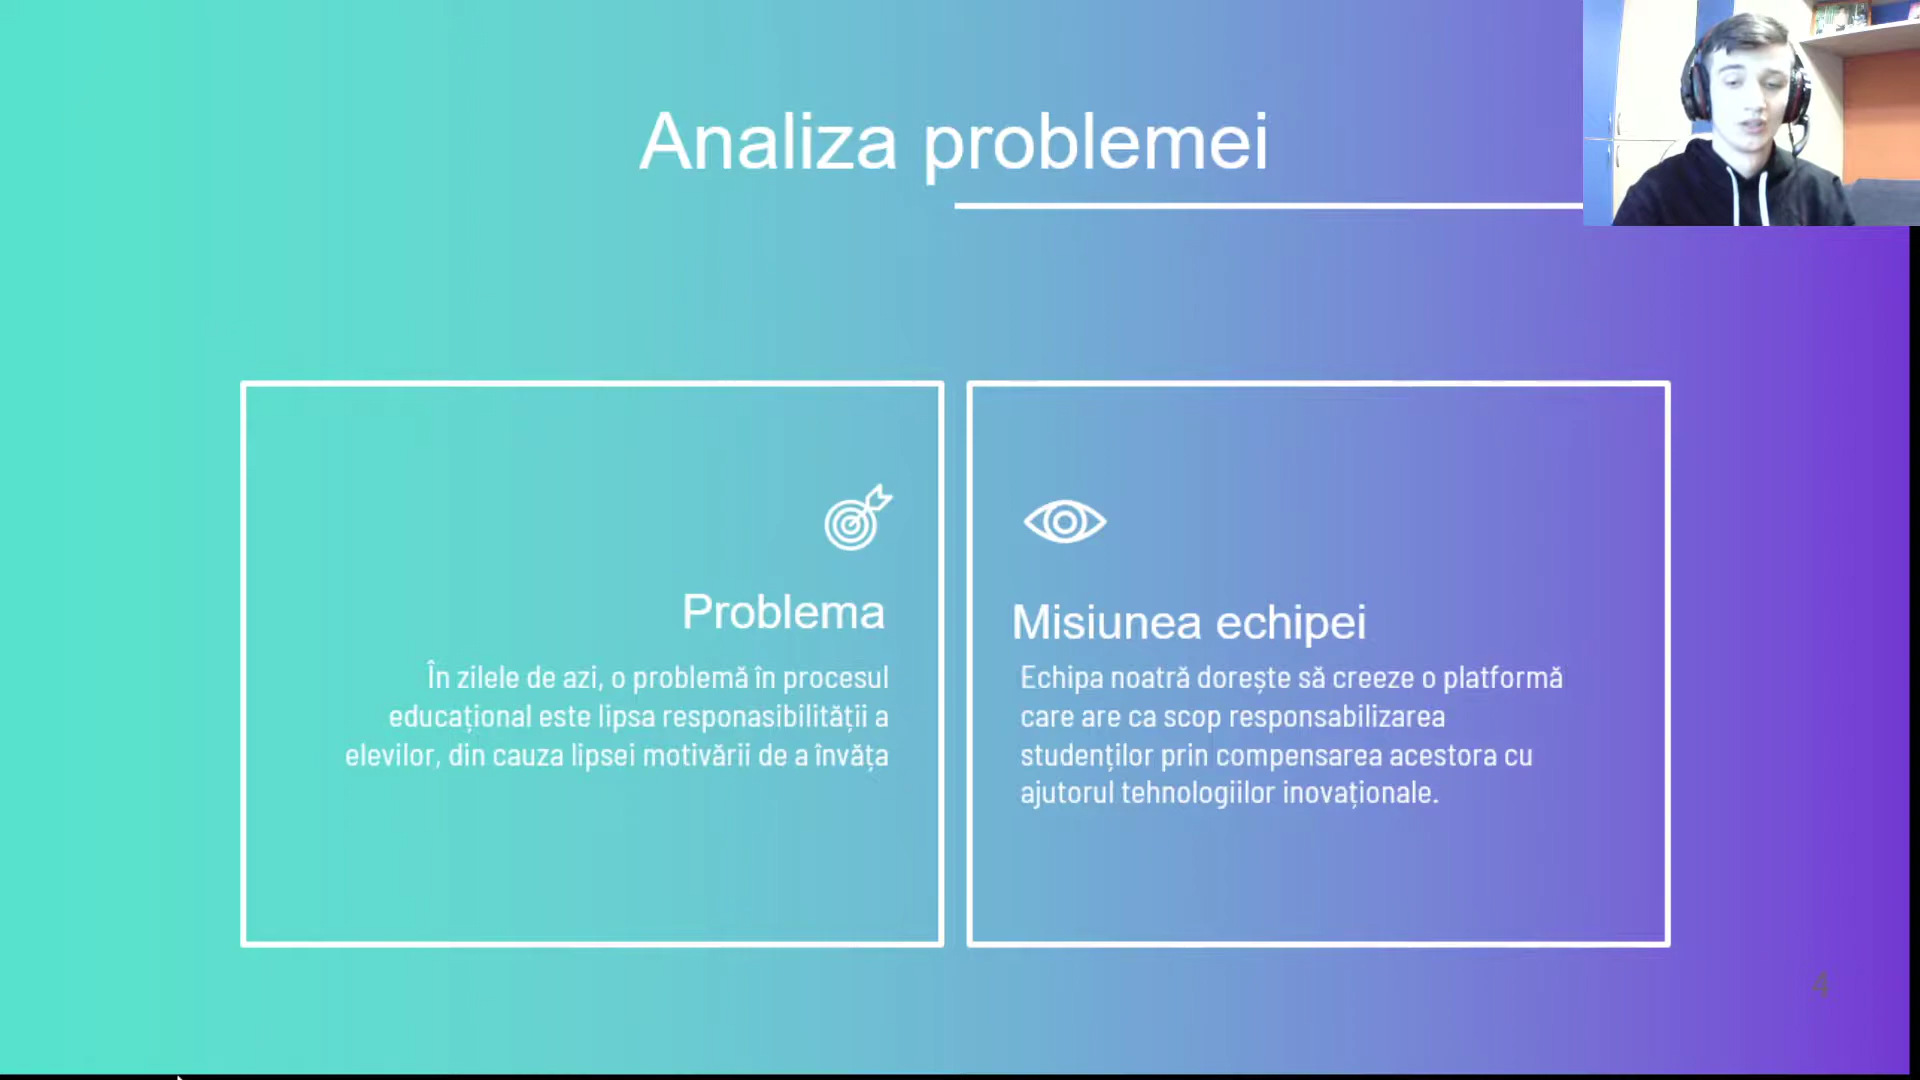 Analiza problemei
Problema
În zilele de azi, o problemă în procesul
educațional este lipsa responasibilității a
elevilor, din cauza lipsei motivării de a învăța
Misiunea echipei
Echipa noatră dorește să creeze o platformă
care are ca scop responsabilizarea
studenților prin compensarea acestora cu
ajutorul tehnologiilor inovaționale.
4